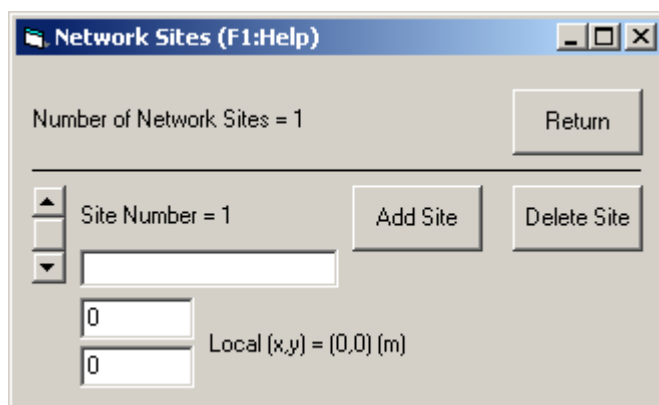 Network Sites (F1:Help)
Number of Network Sites = 1
Return
Site Number = 1
Add Site
Delete Site
0
Local (x,y) = (0,0) (m)
0